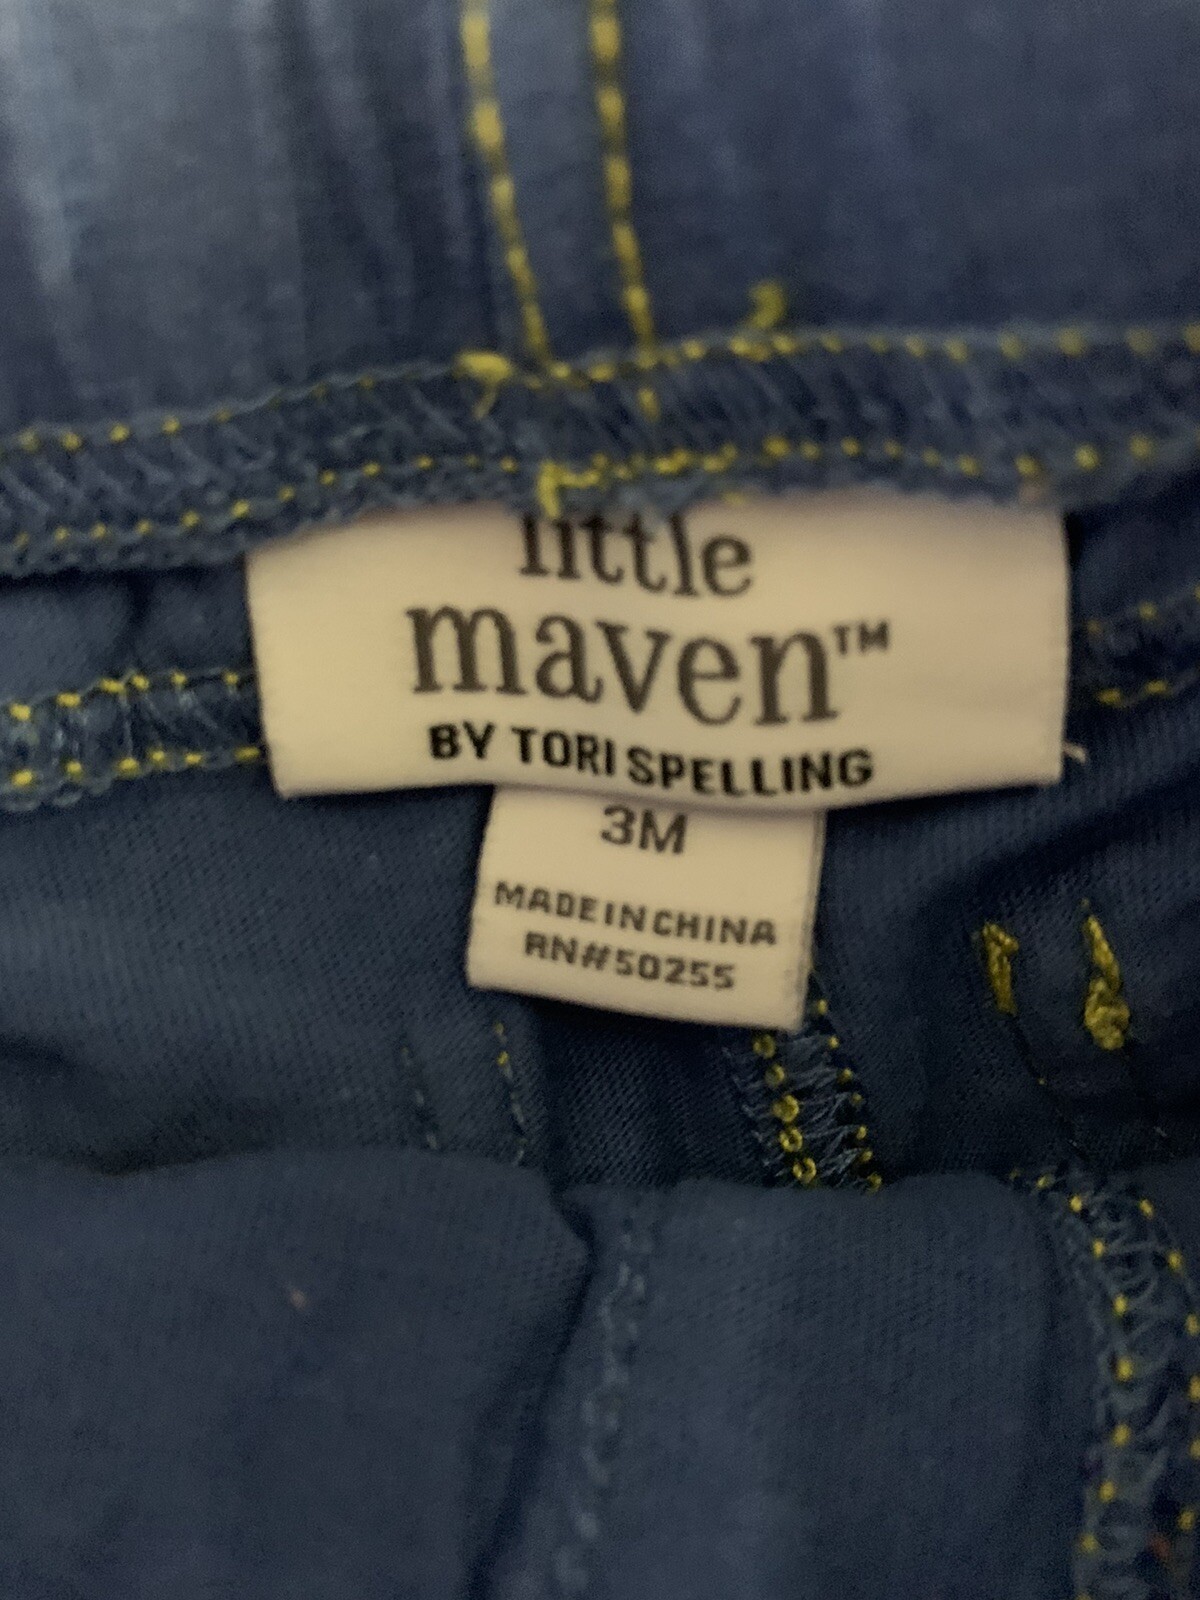 little
maven™
BY TORI SPELLING
3M
MADE IN CHINA
RN#50255